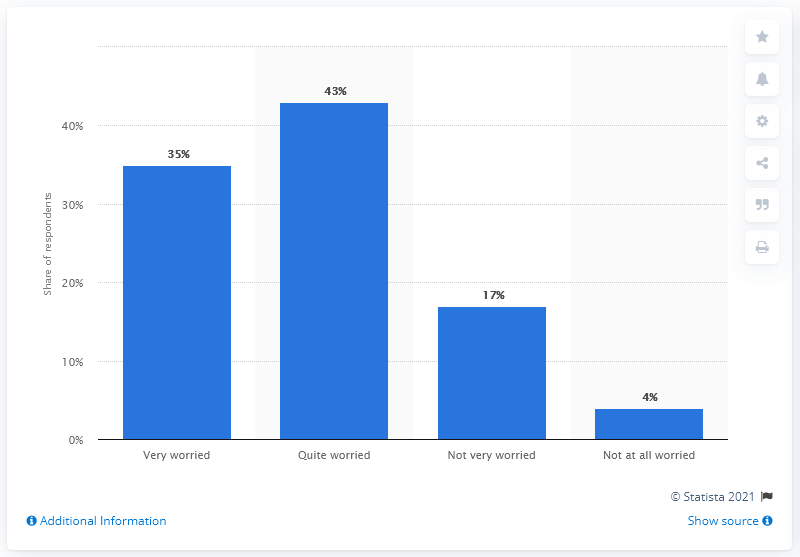 43%
35%
40%
30%
Share of respondents
20%
17%
10%
4%
0%
Very worried
Quite worried
Not very worried
Not at all worried
© Statista 2021
Additional Information
Show source